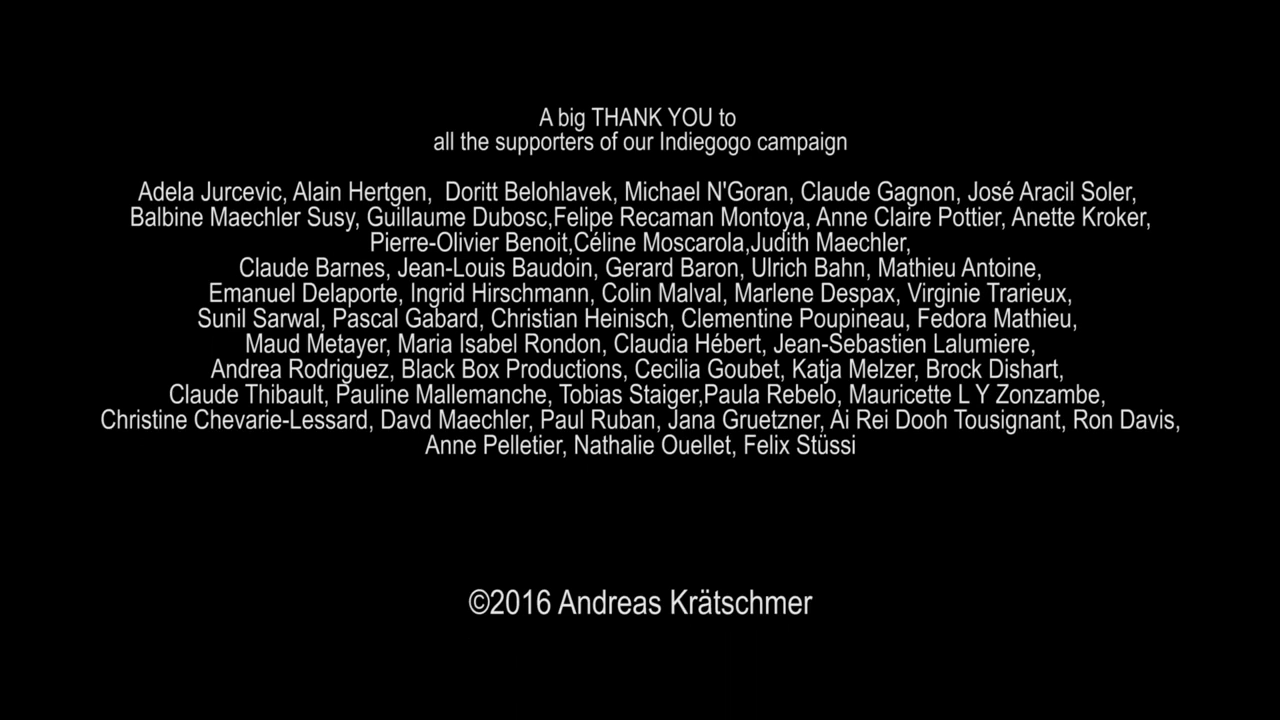 A big THANK YOU to
all the supporters of our Indiegogo campaign
Adela Jurcevic, Alain Hertgen,  Doritt Belohlavek, Michael N'Goran, Claude Gagnon, José Aracil Soler,
Balbine Maechler Susy, Guillaume Dubosc,Felipe Recaman Montoya, Anne Claire Pottier, Anette Kroker,
Pierre-Olivier Benoit,Céline Moscarola,Judith Maechler,
Claude Barnes, Jean-Louis Baudoin, Gerard Baron, Ulrich Bahn, Mathieu Antoine,
Emanuel Delaporte, Ingrid Hirschmann, Colin Malval, Marlene Despax, Virginie Trarieux,
Sunil Sarwal, Pascal Gabard, Christian Heinisch, Clementine Poupineau, Fedora Mathieu,
Maud Metayer, Maria Isabel Rondon, Claudia Hébert, Jean-Sebastien Lalumiere,
Andrea Rodriguez, Black Box Productions, Cecilia Goubet, Katja Melzer, Brock Dishart,
Claude Thibault, Pauline Mallemanche, Tobias Staiger,Paula Rebelo, Mauricette L Y Zonzambe,
Christine Chevarie-Lessard, Davd Maechler, Paul Ruban, Jana Gruetzner, Ai Rei Dooh Tousignant, Ron Davis,
Anne Pelletier, Nathalie Ouellet, Felix Stüssi
©2016 Andreas Krätschmer